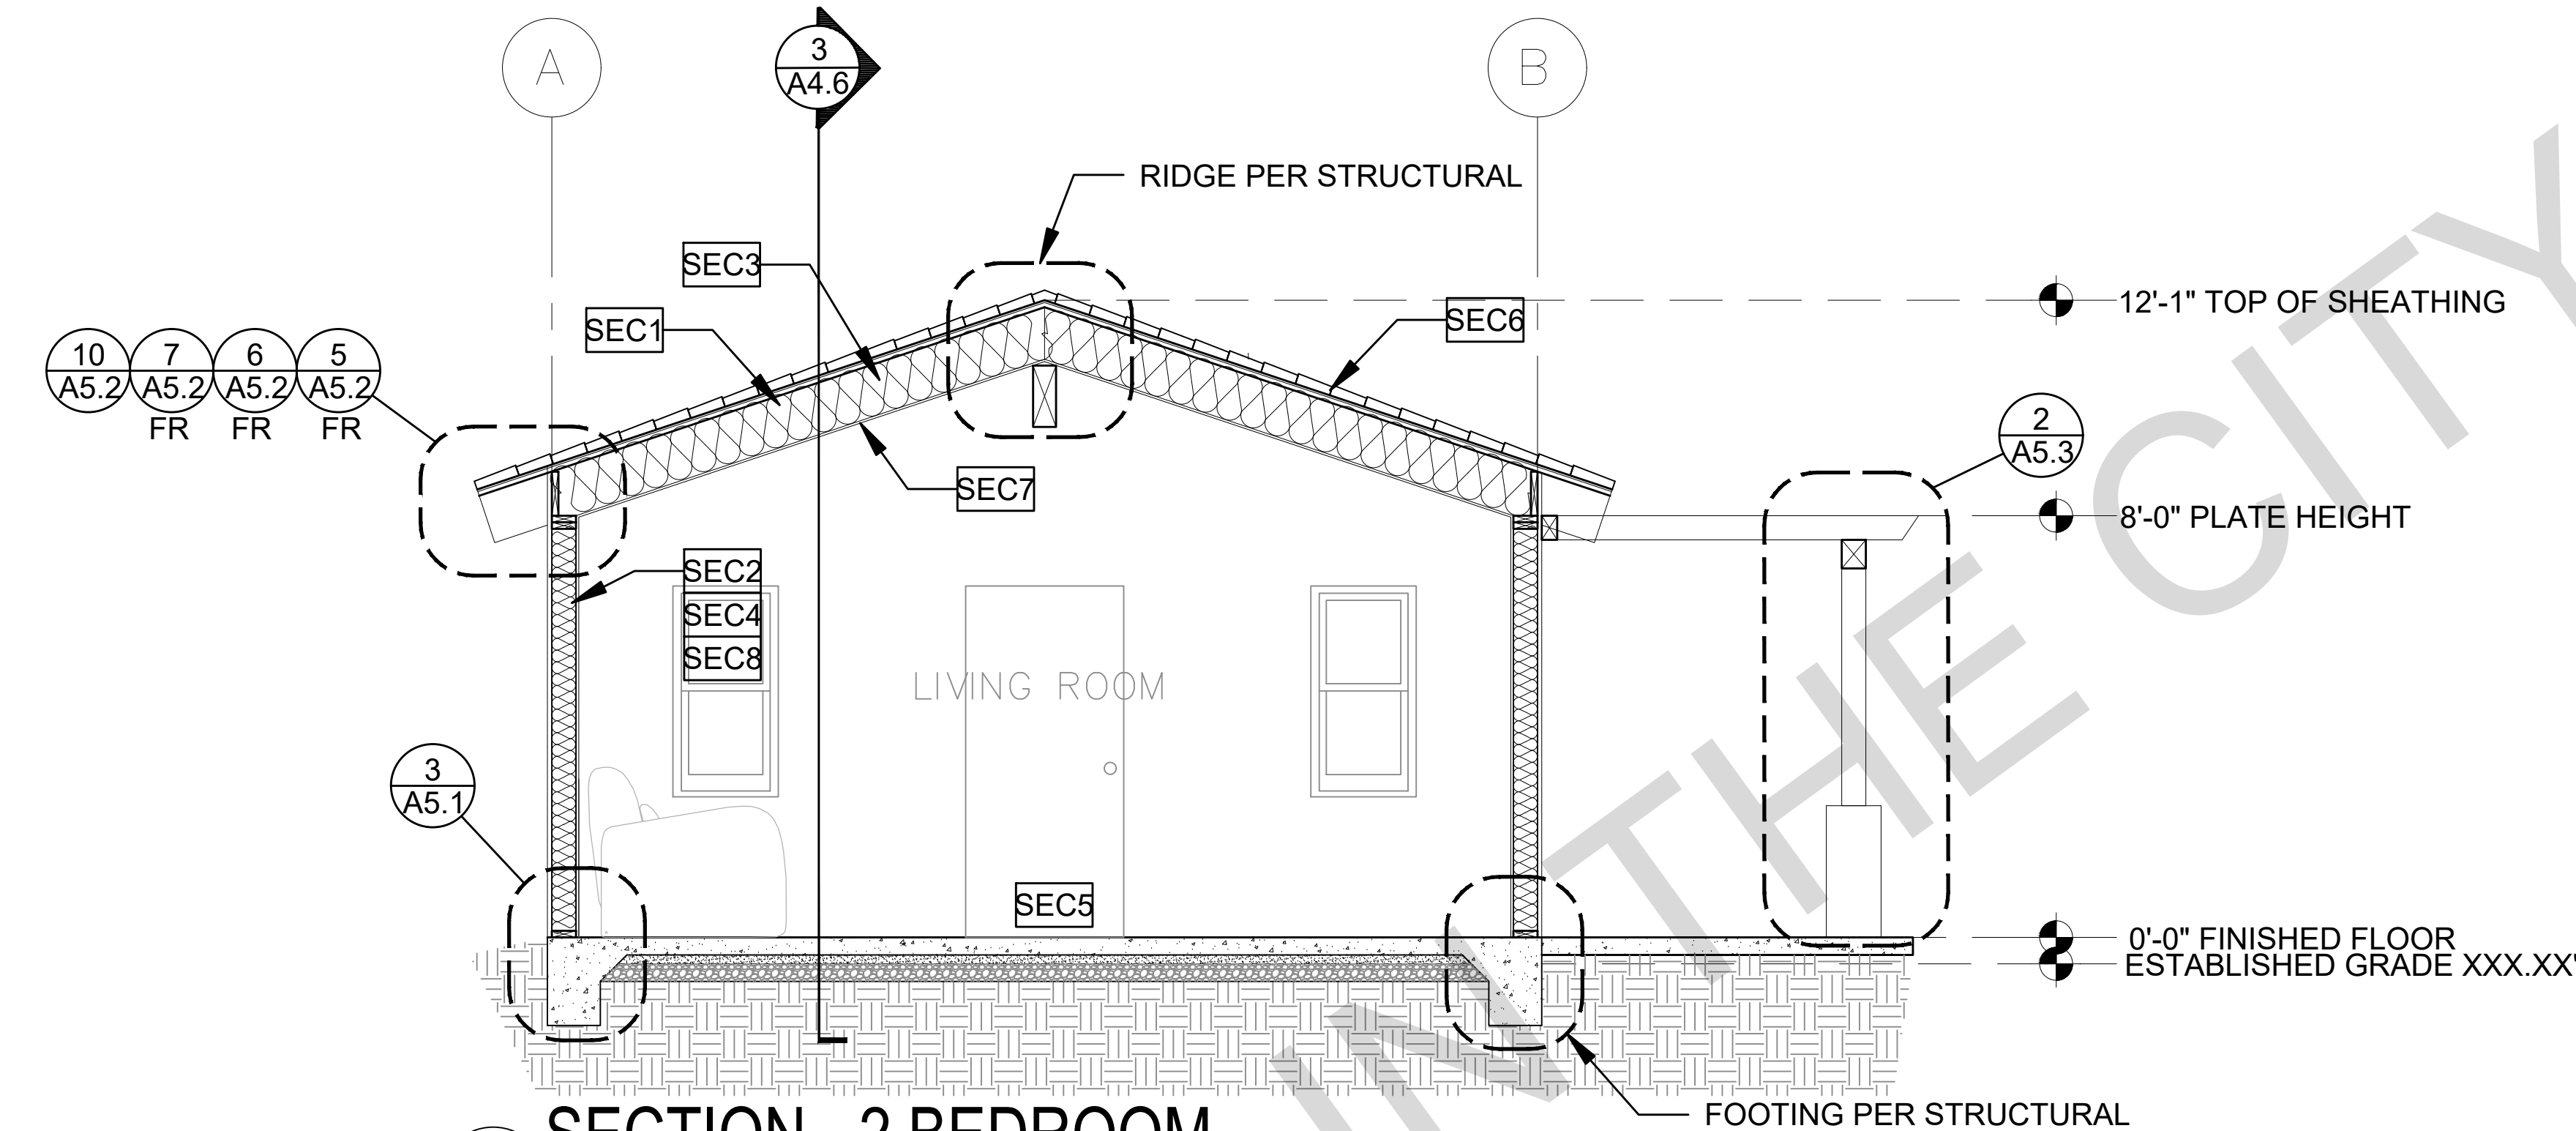 A
3
A4.6
B
RIDGE PER STRUCTURAL
SEC3
SEC1
SEC6
12'-1" TOP OF SHEATHING
10
A5.2
7
A5.2
FR
6
A5.2
FR
5
A5.2
FR
2
A5.3
SEC7
8'-0" PLATE HEIGHT
SEC2
SEC4
SEC8
LIVING ROOM
3
A5.1
SEC5
0'-0" FINISHED FLOOR
ESTABLISHED GRADE XXX.XX'
FOOTING PER STRUCTURAL
SECTION - 2 BEDROOM
IN THE CITY